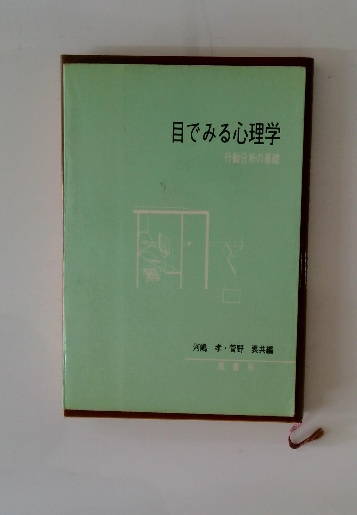 目でみる心理学
行動分析の基礎
河嶋 孝・菅野 衷共編